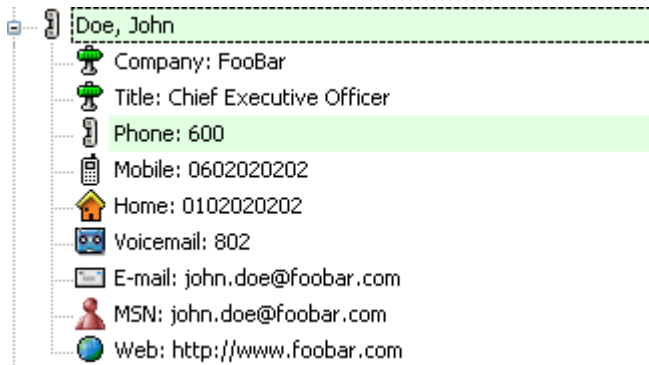 Doe, John
Company: FooBar
Title: Chief Executive Officer
Phone: 600
Mobile: 0602020202
Home: 0102020202
Voicemail: 802
E-mail: john.doe@foobar.com
MSN: john.doe@foobar.com
Web: http://www.foobar.com